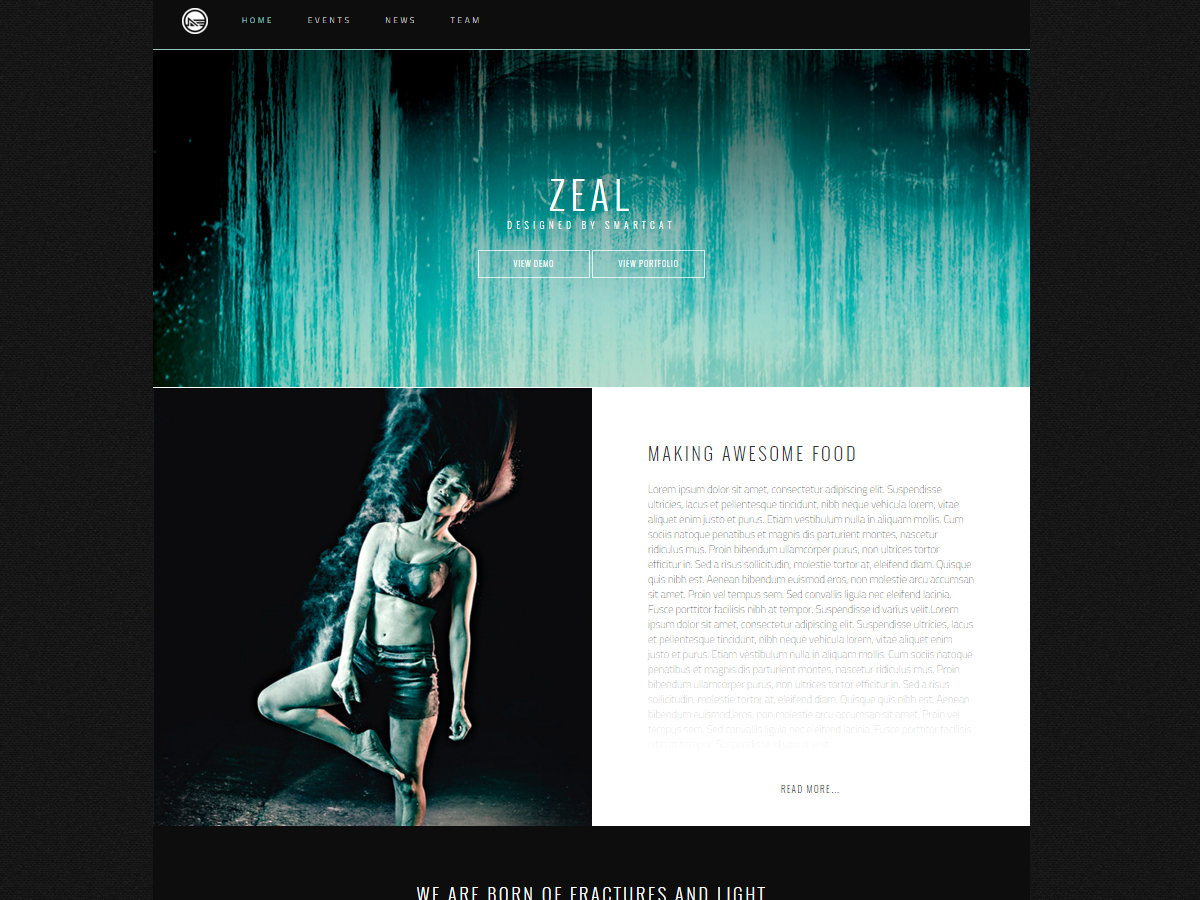 HOME EVENTS NEWS TEAM
ZEAL
DESIGNED BY SMARTCAT
VIEW DEMO VIEW PORTFOLIO
MAKING AWESOME FOOD
Lorem ipsum dolor sit amet, consectetur adipiscing elit. Suspendisse
ultricies, lacus et pellentesque tincidunt, nibh neque vehicula lorem, vitae
aliquet enim justo et purus. Etiam vestibulum nulla in aliquam mollis. Cum
sociis natoque penatibus et magnis dis parturient montes, nascetur
ridiculus mus. Proin bibendum ullamcorper purus, non ultrices tortor
efficitur in. Sed a risus sollicitudin, molestie tortor at, eleifend diam. Quisque
quis nibh est. Aenean bibendum euismod eros, non molestie arcu accumsan
sit amet. Proin vel tempus sem. Sed convallis ligula nec eleifend lacinia.
Fusce porttitor facilisis nibh at tempor. Suspendisse id varius velit.Lorem
ipsum dolor sit amet, consectetur adipiscing elit. Suspendisse ultricies, lacus
et pellentesque tincidunt, nibh neque vehicula lorem, vitae aliquet enim
justo et purus. Etiam vestibulum nulla in aliquam mollis. Cum sociis natoque
penatibus et magnis dis parturient montes, nascetur ridiculus mus. Proin
bibendum ullamcorper purus, non ultrices tortor efficitur in. Sed a risus
sollicitudin, molestie tortor at, eleifend diam. Quisque quis nibh est. Aenean
bibendum euismod eros, non molestie arcu accumsan sit amet. Proin vel
tempus sem. Sed convallis ligula nec eleifend lacinia. Fusce porttitor facilisis
READ MORE...
WE ARE BORN OF FRACTURES AND LIGHT